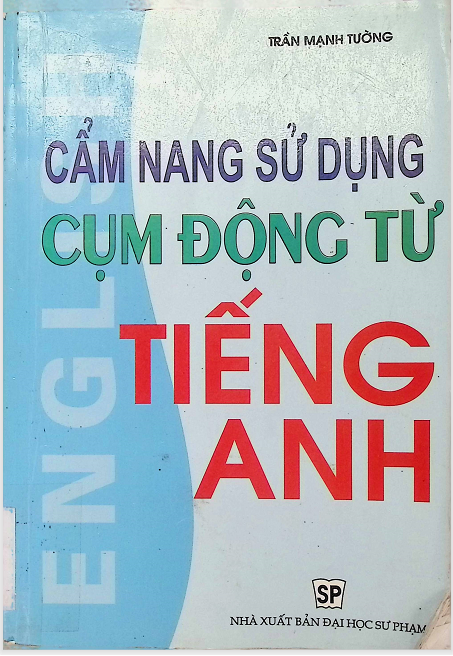 TRẦN MẠNH TƯỜNG
CẨM NANG SỬ DỤNG
CỤM ĐỘNG TỪ
TIẾNG
ANH
ENGLISH
SP
NHÀ XUẤT BẢN ĐẠI HỌC SƯ PHẠM